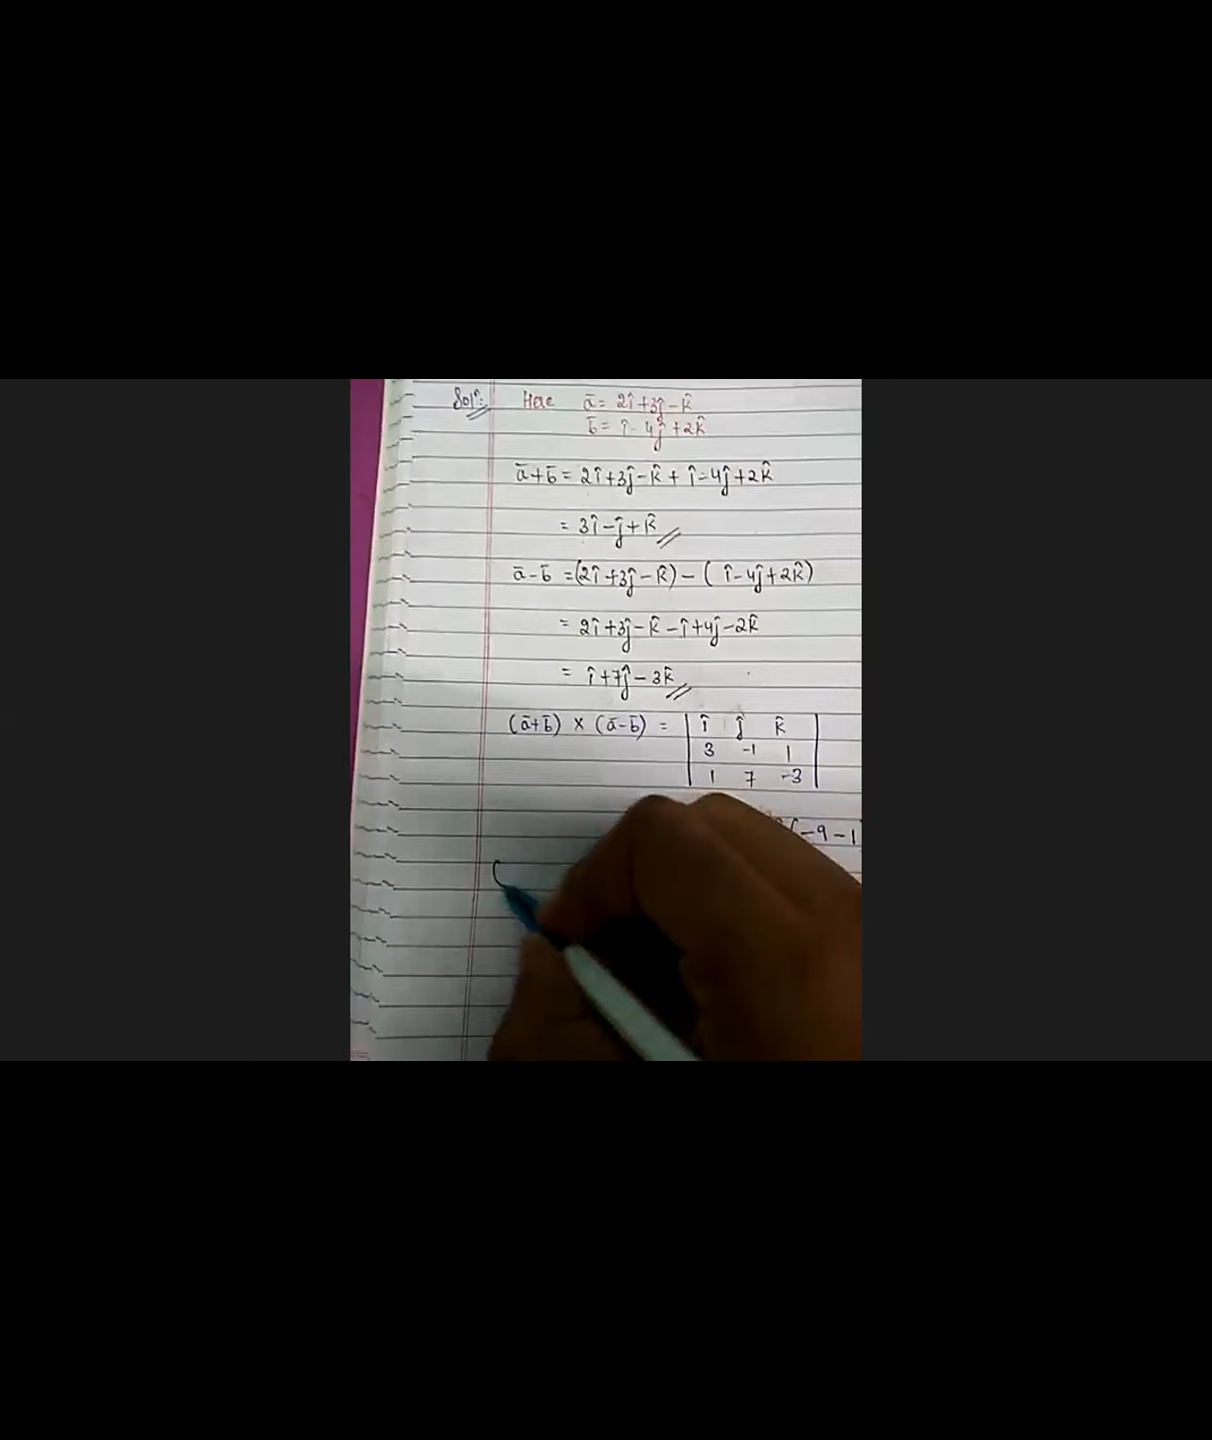 Solⁿ: Here ā = 2î+3ĵ-k̂
b̄ = î-4ĵ+2k̂
ā+b̄ = 2î+3ĵ-k̂+î-4ĵ+2k̂
= 3î-ĵ+k̂
ā-b̄ =(2î+3ĵ-k̂)-(î-4ĵ+2k̂)
= 2î+3ĵ-k̂-î+4ĵ-2k̂
= î+7ĵ-3k̂
(ā+b̄) × (ā-b̄) = | î ĵ k̂ |
| 3 -1 1 |
| 1 7 -3 |
(-9-1